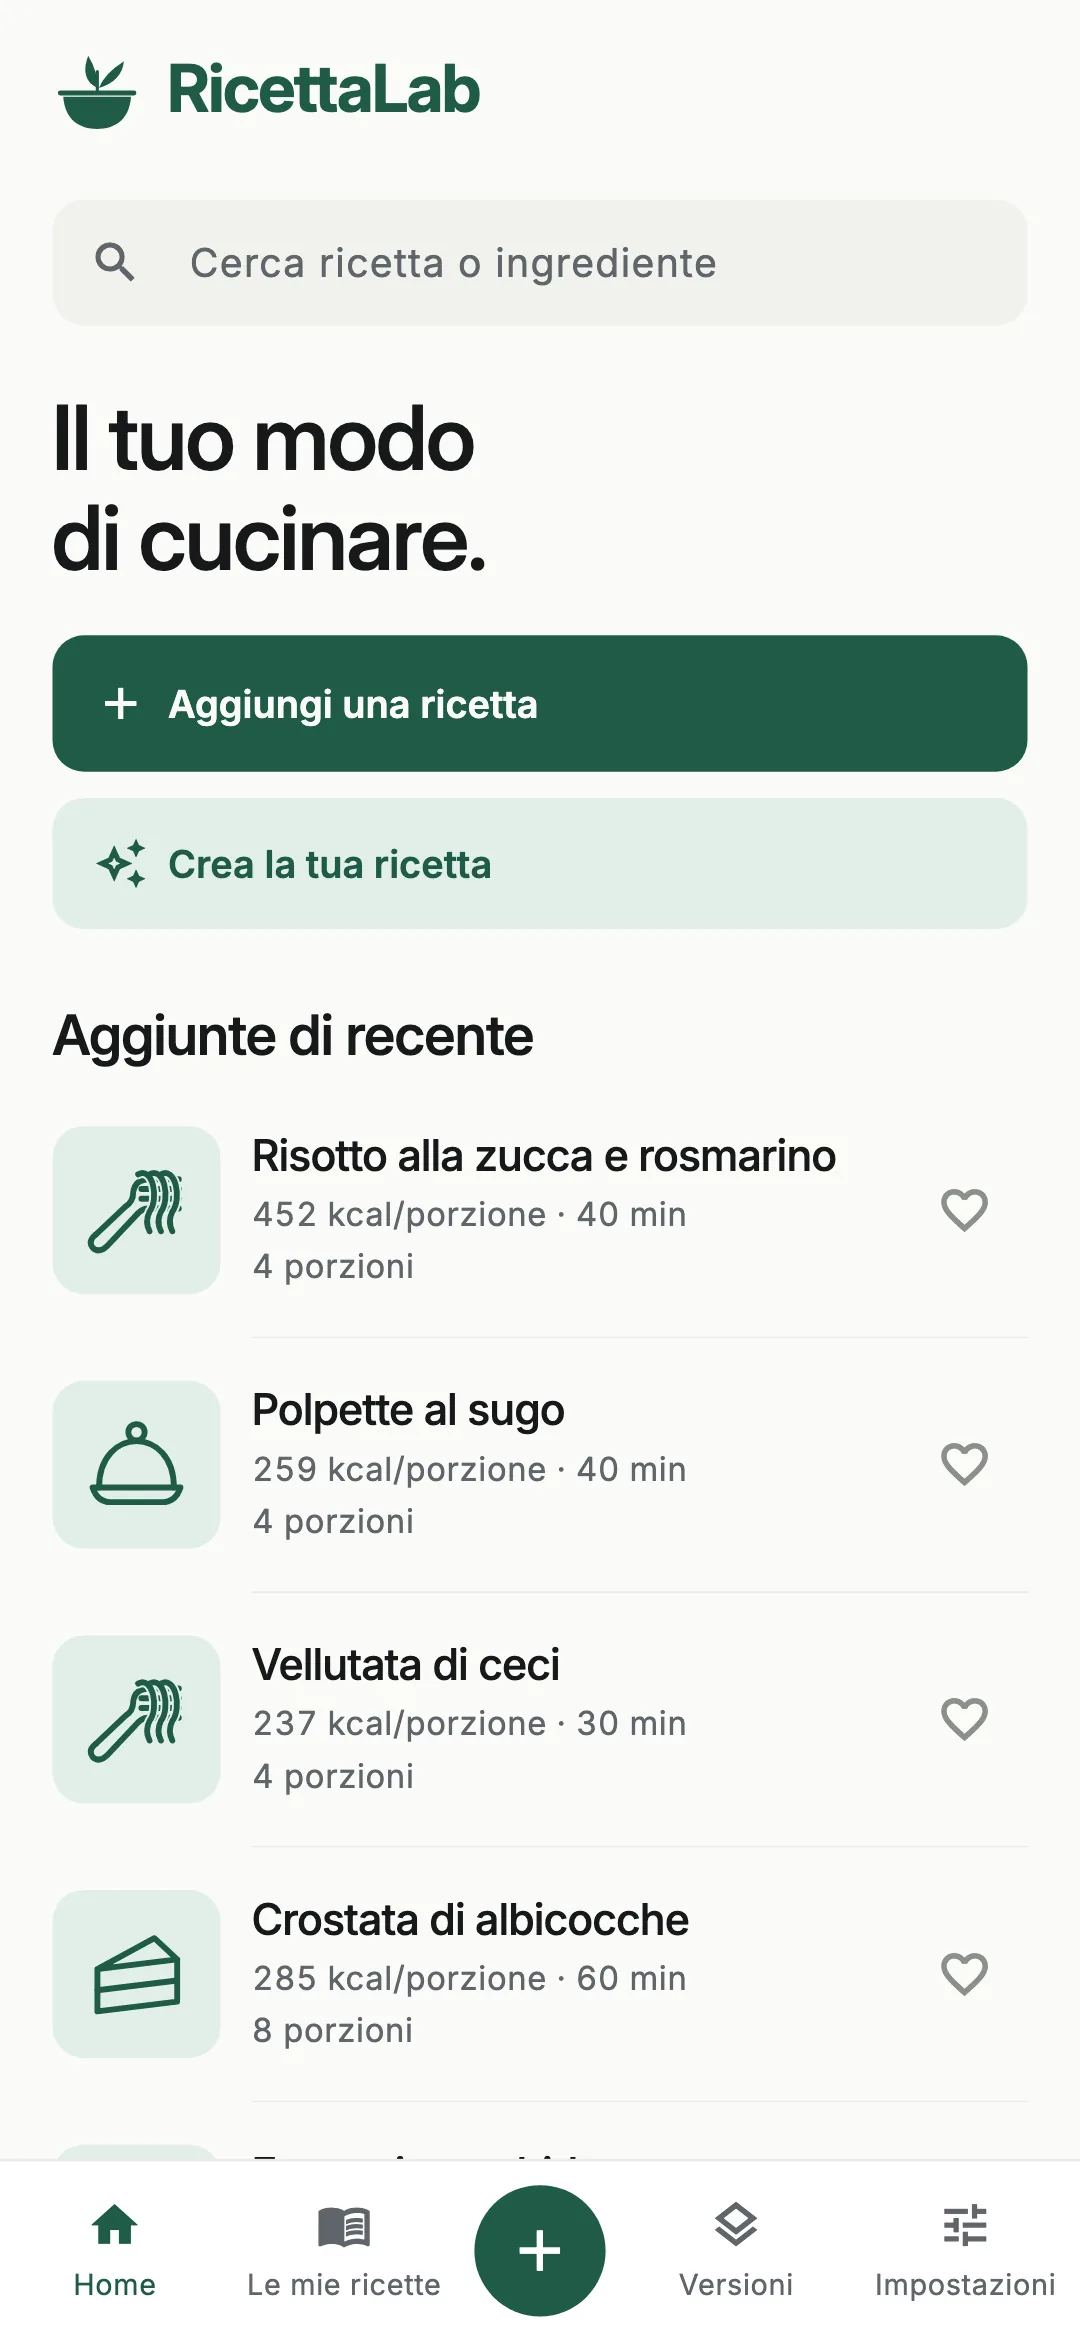 RicettaLab
Cerca ricetta o ingrediente
Il tuo modo
di cucinare.
Aggiungi una ricetta
Crea la tua ricetta
Aggiunte di recente
Risotto alla zucca e rosmarino
452 kcal/porzione · 40 min
4 porzioni
Polpette al sugo
259 kcal/porzione · 40 min
4 porzioni
Vellutata di ceci
237 kcal/porzione · 30 min
4 porzioni
Crostata di albicocche
285 kcal/porzione · 60 min
8 porzioni
Home
Le mie ricette
Versioni
Impostazioni